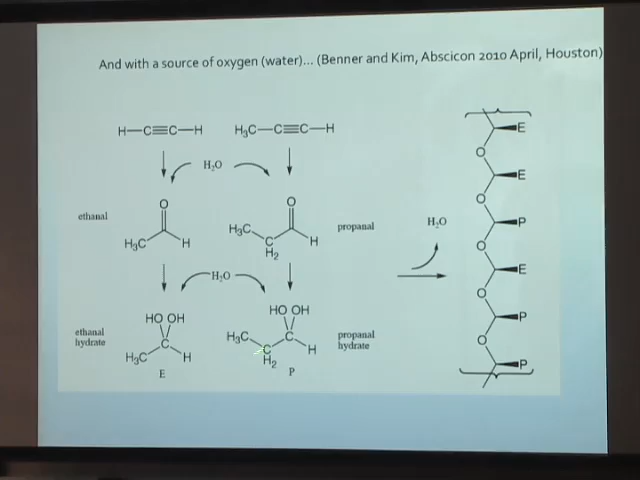 And with a source of oxygen (water)... (Benner and Kim, Abscicon 2010 April, Houston)
H—C≡C—H H₃C—C≡C—H
H₂O
ethanal
O
H₃C H
O
H₃C C H₂ H
propanal
H₂O
H₂O
ethanal
hydrate
HO OH
H₃C C H
E
HO OH
H₃C C H₂ C H
P
propanal
hydrate
E
O
E
O
P
O
E
O
P
O
P